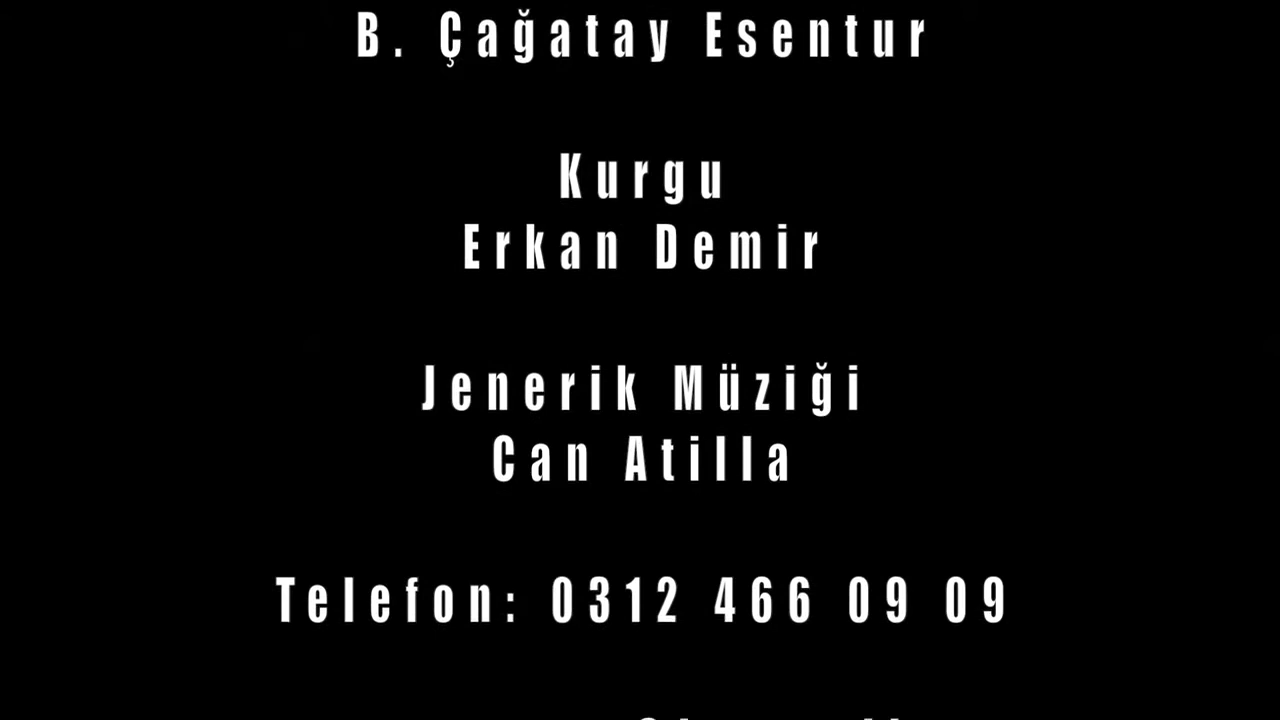 B. Çağatay Esentur
Kurgu
Erkan Demir
Jenerik Müziği
Can Atilla
Telefon: 0312 466 09 09